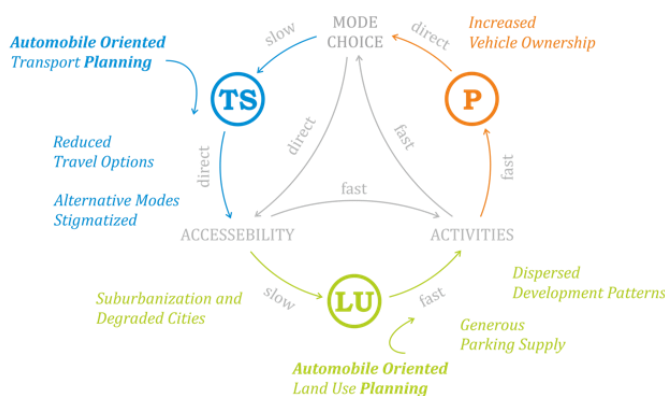 MODE
CHOICE
Increased
Vehicle Ownership
Automobile Oriented
Transport Planning
slow
direct
TS
P
Reduced
Travel Options
direct
direct
fast
fast
Alternative Modes
Stigmatized
fast
ACCESSEBILITY
ACTIVITIES
Suburbanization and
Degraded Cities
slow
LU
fast
Dispersed
Development Patterns
Generous
Parking Supply
Automobile Oriented
Land Use Planning